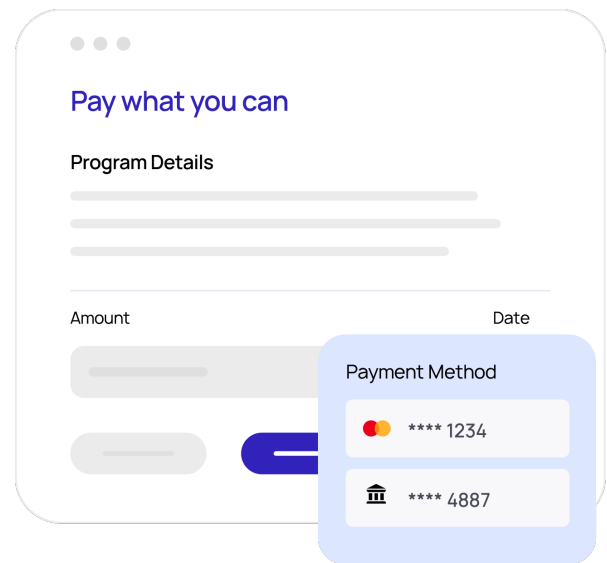 Pay what you can
Program Details
Amount
Date
Payment Method
**** 1234
**** 4887